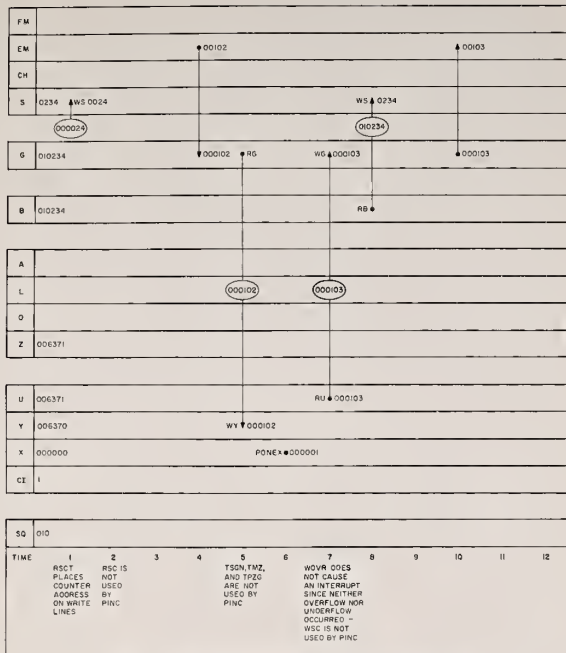 FM
EM 00102 00103
CH
S 0234 WS 0024 WS 0234
000024 010234
G 010234 000102 RG WG 000103 000103
B 010234 RB
A
L 000102 000103
Q
Z 006371
U 006371 RU 000103
Y 006370 WY 000102
X 000000 PONEX 000001
CI 1
SQ 010
TIME 1 2 3 4 5 6 7 8 9 10 11 12
RSCT RSC IS TSGN,TMZ, WOVR DOES
PLACES NOT AND TPZG NOT CAUSE
COUNTER USED ARE NOT AN INTERRUPT
ADDRESS BY USED BY SINCE NEITHER
ON WRITE PINC PINC OVERFLOW NOR
LINES UNDERFLOW
OCCURRED –
WSC IS NOT
USED BY PINC